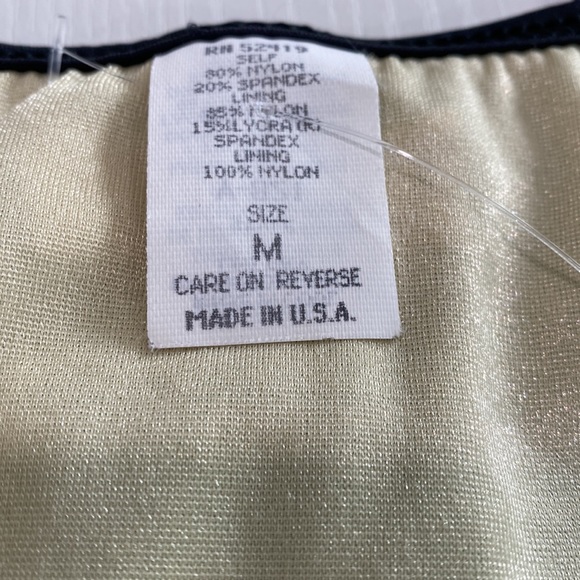 RN 52419
SELF
80% NYLON
20% SPANDEX
LINING
85% NYLON
15% LYCRA (R)
SPANDEX
LINING
100% NYLON
SIZE
M
CARE ON REVERSE
MADE IN U.S.A.